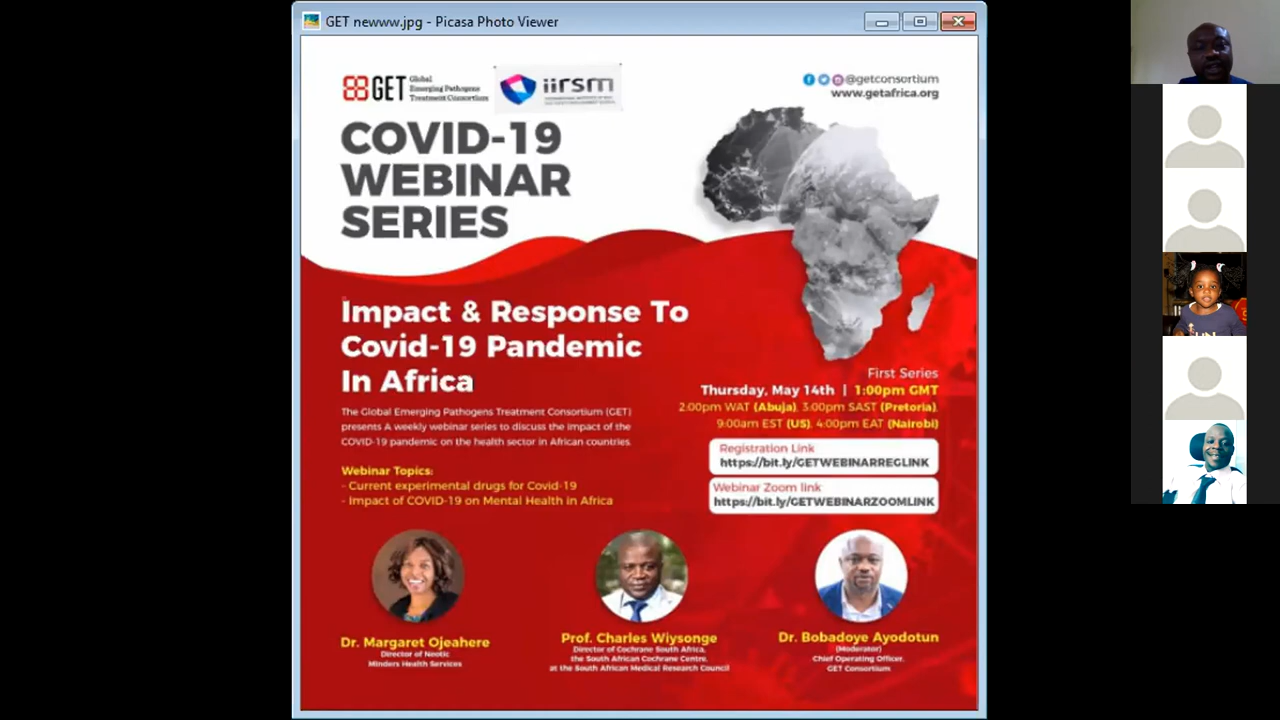 GET newww.jpg - Picasa Photo Viewer
GET Global
Emerging Pathogens
Treatment Consortium
iirsm
@getconsortium
www.getafrica.org
COVID-19
WEBINAR
SERIES
Impact & Response To
Covid-19 Pandemic
In Africa
The Global Emerging Pathogens Treatment Consortium (GET)
presents A weekly webinar series to discuss the impact of the
COVID-19 pandemic on the health sector in African countries.
Webinar Topics:
- Current experimental drugs for Covid-19
- Impact of COVID-19 on Mental Health in Africa
First Series
Thursday, May 14th | 1:00pm GMT
2:00pm WAT (Abuja), 3:00pm SAST (Pretoria),
9:00am EST (US), 4:00pm EAT (Nairobi)
Registration Link
https://bit.ly/GETWEBINARREGLINK
Webinar Zoom link
https://bit.ly/GETWEBINARZOOMLINK
Dr. Margaret Ojeahere
Director of Neotic
Minders Health Services
Prof. Charles Wiysonge
Director of Cochrane South Africa,
the South African Cochrane Centre,
at the South African Medical Research Council
Dr. Bobadoye Ayodotun
(Moderator)
Chief Operating Officer,
GET Consortium